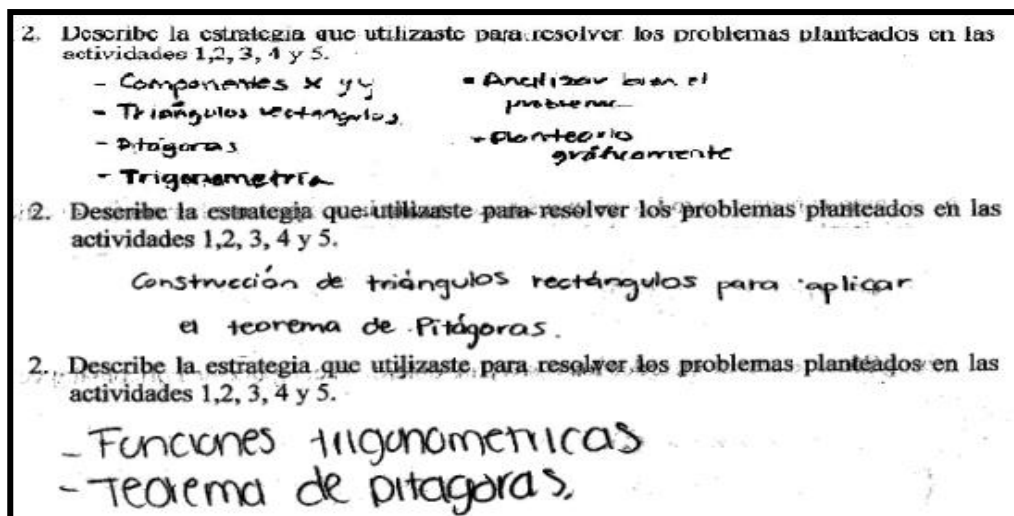 2. Describe la estrategia que utilizaste para resolver los problemas planteados en las
actividades 1,2, 3, 4 y 5.
- Componentes x y y
- Triángulos rectángulos.
- Pitágoras
- Trigonometría
- Analizar bien el
problema
- Plantearlo
gráficamente
2. Describe la estrategia que utilizaste para resolver los problemas planteados en las
actividades 1,2, 3, 4 y 5.
Construcción de triángulos rectángulos para aplicar
el teorema de Pitágoras.
2. Describe la estrategia que utilizaste para resolver los problemas planteados en las
actividades 1,2, 3, 4 y 5.
- Funciones trigonometricas
- Teorema de pitagoras.